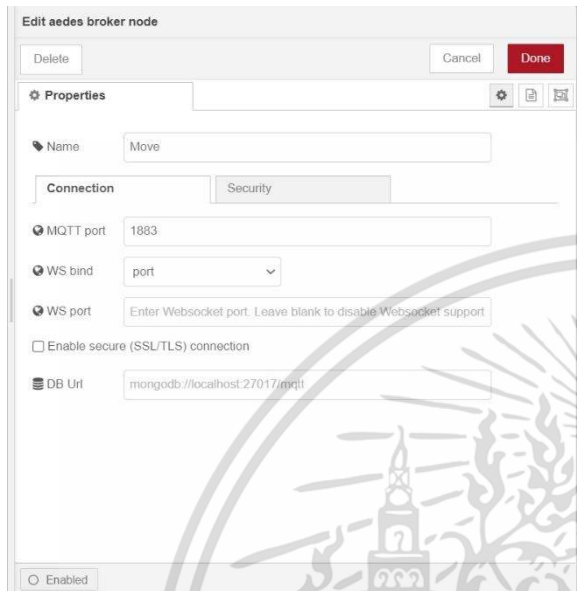 Edit aedes broker node
Delete Cancel Done
Properties
Name Move
Connection Security
MQTT port 1883
WS bind port
WS port Enter Websocket port. Leave blank to disable Websocket support
Enable secure (SSL/TLS) connection
DB Url mongodb://localhost:27017/mqtt
Enabled